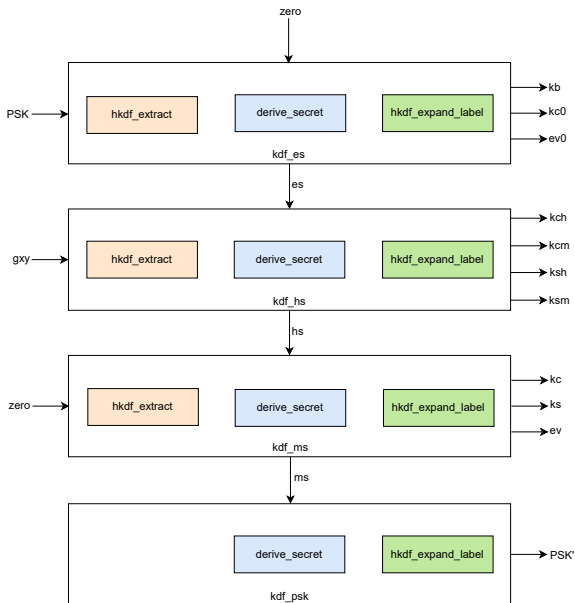 zero
PSK
hkdf_extract
derive_secret
hkdf_expand_label
kb
kc0
ev0
kdf_es
es
gxy
hkdf_extract
derive_secret
hkdf_expand_label
kch
kcm
ksh
ksm
kdf_hs
hs
zero
hkdf_extract
derive_secret
hkdf_expand_label
kc
ks
ev
kdf_ms
ms
derive_secret
hkdf_expand_label
PSK'
kdf_psk